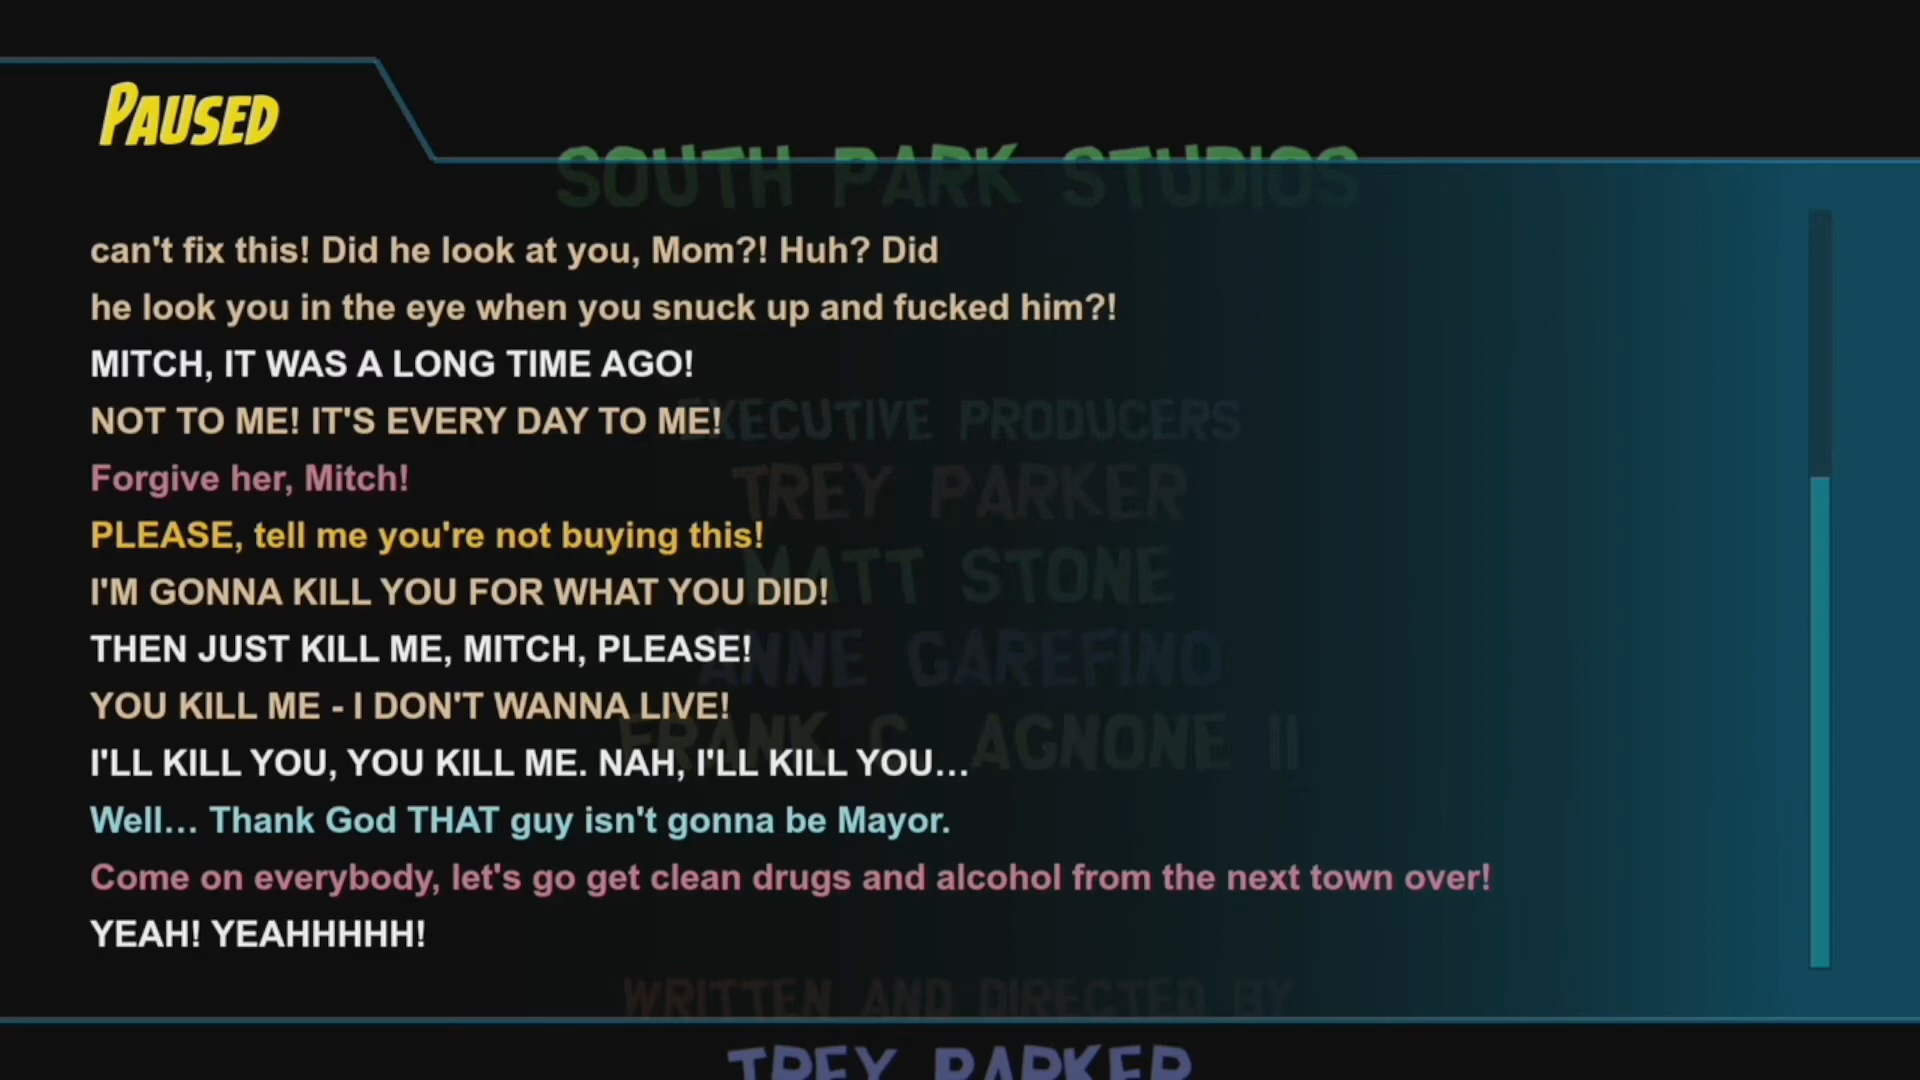 PAUSED
SOUTH PARK STUDIOS
can't fix this! Did he look at you, Mom?! Huh? Did
he look you in the eye when you snuck up and fucked him?!
MITCH, IT WAS A LONG TIME AGO!
NOT TO ME! IT'S EVERY DAY TO ME!
EXECUTIVE PRODUCERS
Forgive her, Mitch!
TREY PARKER
PLEASE, tell me you're not buying this!
MATT STONE
I'M GONNA KILL YOU FOR WHAT YOU DID!
THEN JUST KILL ME, MITCH, PLEASE!
ANNE GAREFINO
YOU KILL ME - I DON'T WANNA LIVE!
FRANK C. AGNONE II
I'LL KILL YOU, YOU KILL ME. NAH, I'LL KILL YOU...
Well... Thank God THAT guy isn't gonna be Mayor.
Come on everybody, let's go get clean drugs and alcohol from the next town over!
YEAH! YEAHHHHH!
WRITTEN AND DIRECTED BY
TREY PARKER